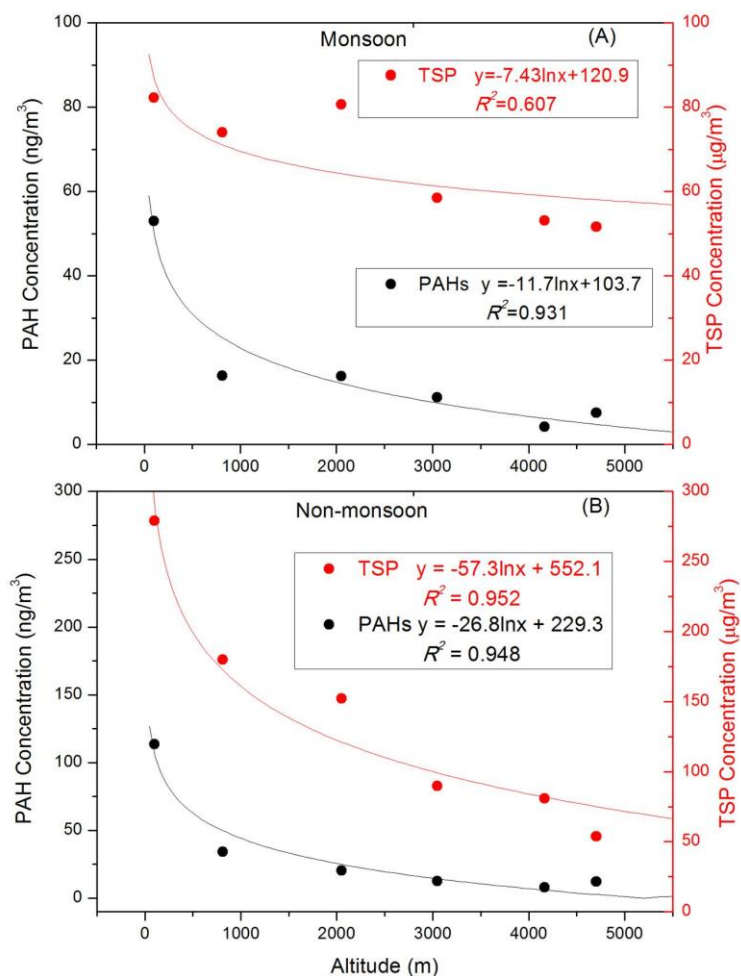 Monsoon
(A)
TSP y=-7.43lnx+120.9
R²=0.607
PAHs y =-11.7lnx+103.7
R²=0.931
PAH Concentration (ng/m³)
100
80
60
40
20
0
TSP Concentration (μg/m³)
100
80
60
40
20
0
0 1000 2000 3000 4000 5000
Non-monsoon
(B)
TSP y = -57.3lnx + 552.1
R² = 0.952
PAHs y = -26.8lnx + 229.3
R² = 0.948
PAH Concentration (ng/m³)
300
250
200
150
100
50
0
TSP Concentration (μg/m³)
300
250
200
150
100
50
0
0 1000 2000 3000 4000 5000
Altitude (m)